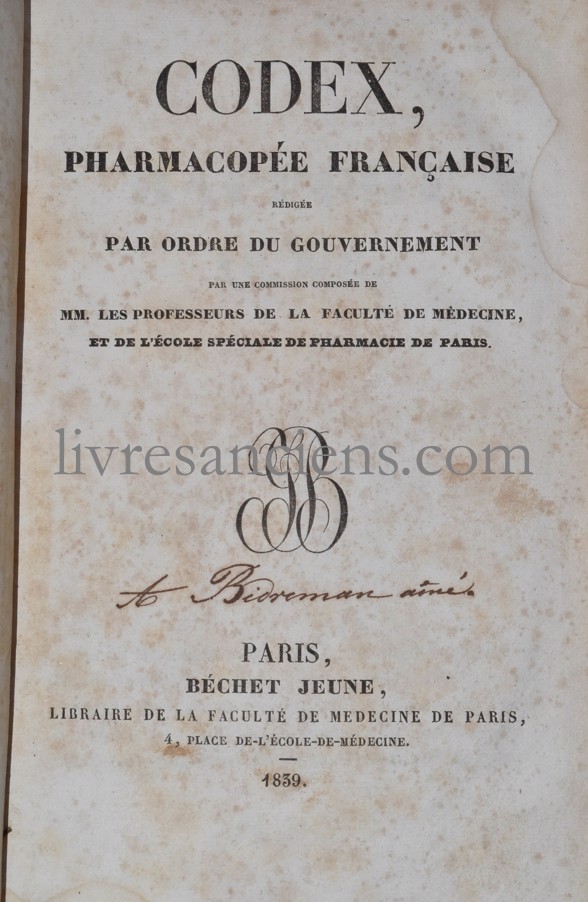 CODEX,
PHARMACOPÉE FRANÇAISE
RÉDIGÉE
PAR ORDRE DU GOUVERNEMENT
PAR UNE COMMISSION COMPOSÉE DE
MM. LES PROFESSEURS DE LA FACULTÉ DE MÈDECINE,
ET DE L'ÉCOLE SPÉCIALE DE PHARMACIE DE PARIS.
livresanciens.com
A Bidreman aîné.
PARIS,
BÉCHET JEUNE,
LIBRAIRE DE LA FACULTÉ DE MEDECINE DE PARIS,
4, PLACE DE-L'ÉCOLE-DE-MÉDECINE.
1839.